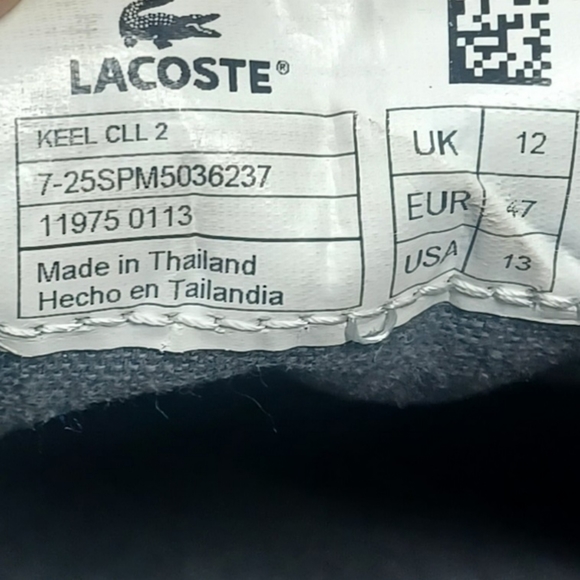 LACOSTE®
KEEL CLL 2
7-25SPM5036237
11975 0113
Made in Thailand
Hecho en Tailandia
UK 12
EUR 47
USA 13